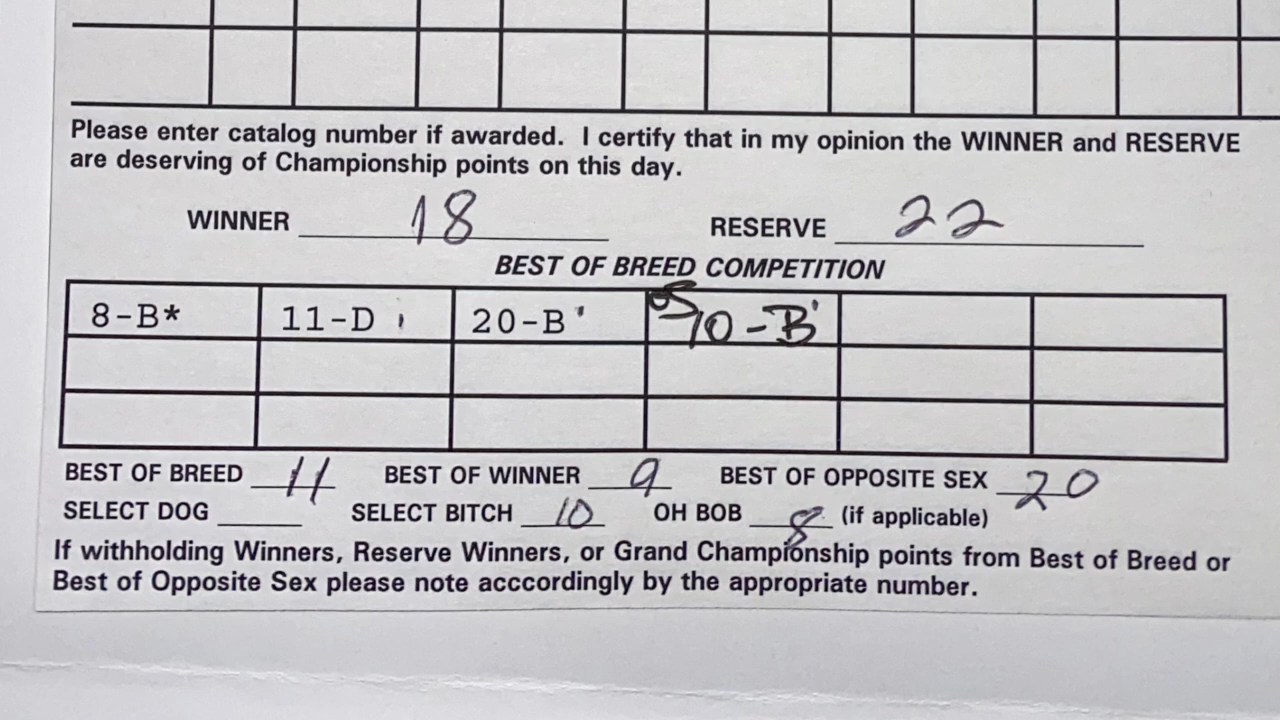 Please enter catalog number if awarded. I certify that in my opinion the WINNER and RESERVE
are deserving of Championship points on this day.
WINNER 18 RESERVE 22
BEST OF BREED COMPETITION
8-B* 11-D 20-B 10-B
BEST OF BREED 11 BEST OF WINNER 9 BEST OF OPPOSITE SEX 20
SELECT DOG SELECT BITCH 10 OH BOB 8 (if applicable)
If withholding Winners, Reserve Winners, or Grand Championship points from Best of Breed or
Best of Opposite Sex please note acccordingly by the appropriate number.